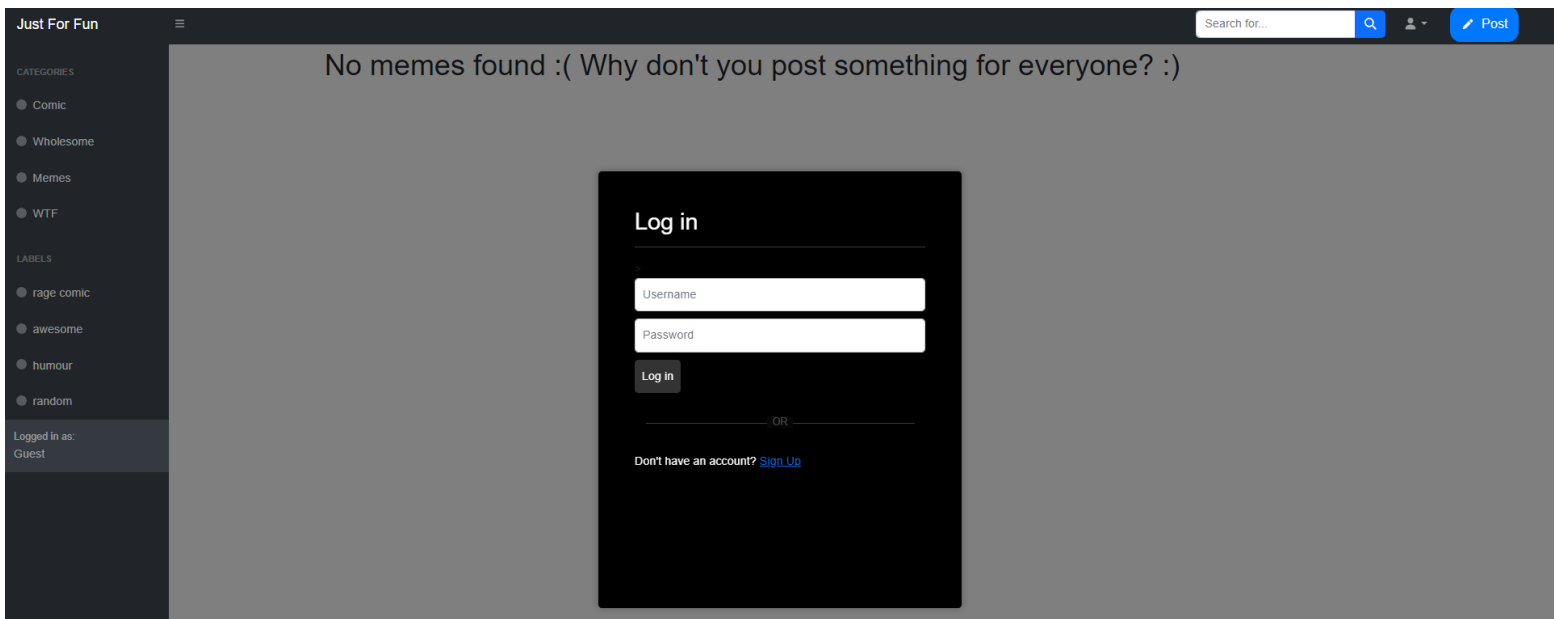 Just For Fun
Search for...
Post
CATEGORIES
Comic
Wholesome
Memes
WTF
LABELS
rage comic
awesome
humour
random
Logged in as:
Guest
No memes found :( Why don't you post something for everyone? :)
Log in
Username
Password
Log in
OR
Don't have an account? Sign Up